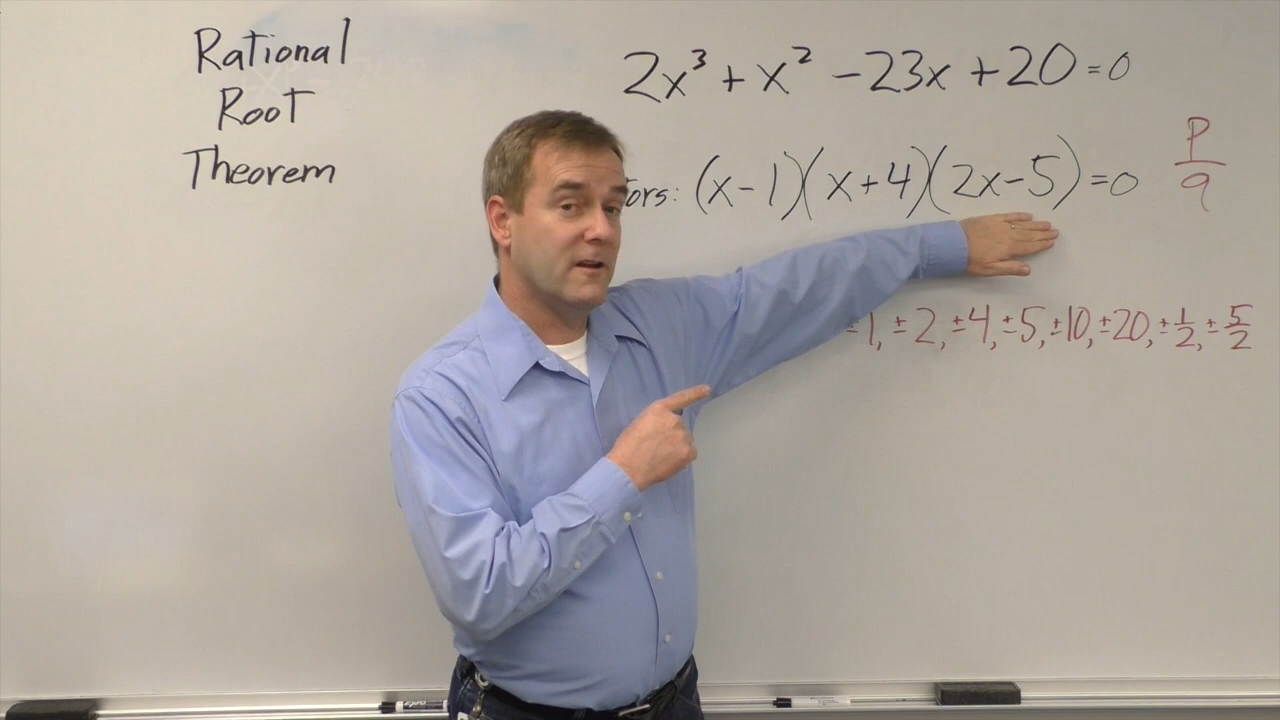 Rational
Root
Theorem
2x³ + x² - 23x + 20 = 0
ors: (x-1)(x+4)(2x-5) = 0
P
q
1, ±2, ±4, ±5, ±10, ±20, ±1/2, ±5/2